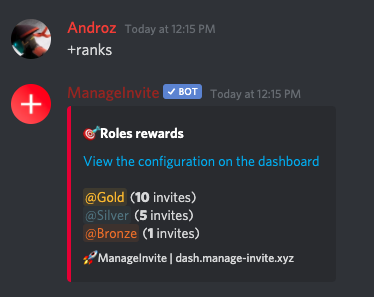 Androz Today at 12:15 PM
+ranks
ManageInvite ✓ BOT Today at 12:15 PM
🎯Roles rewards
View the configuration on the dashboard
@Gold (10 invites)
@Silver (5 invites)
@Bronze (1 invites)
🚀ManageInvite | dash.manage-invite.xyz